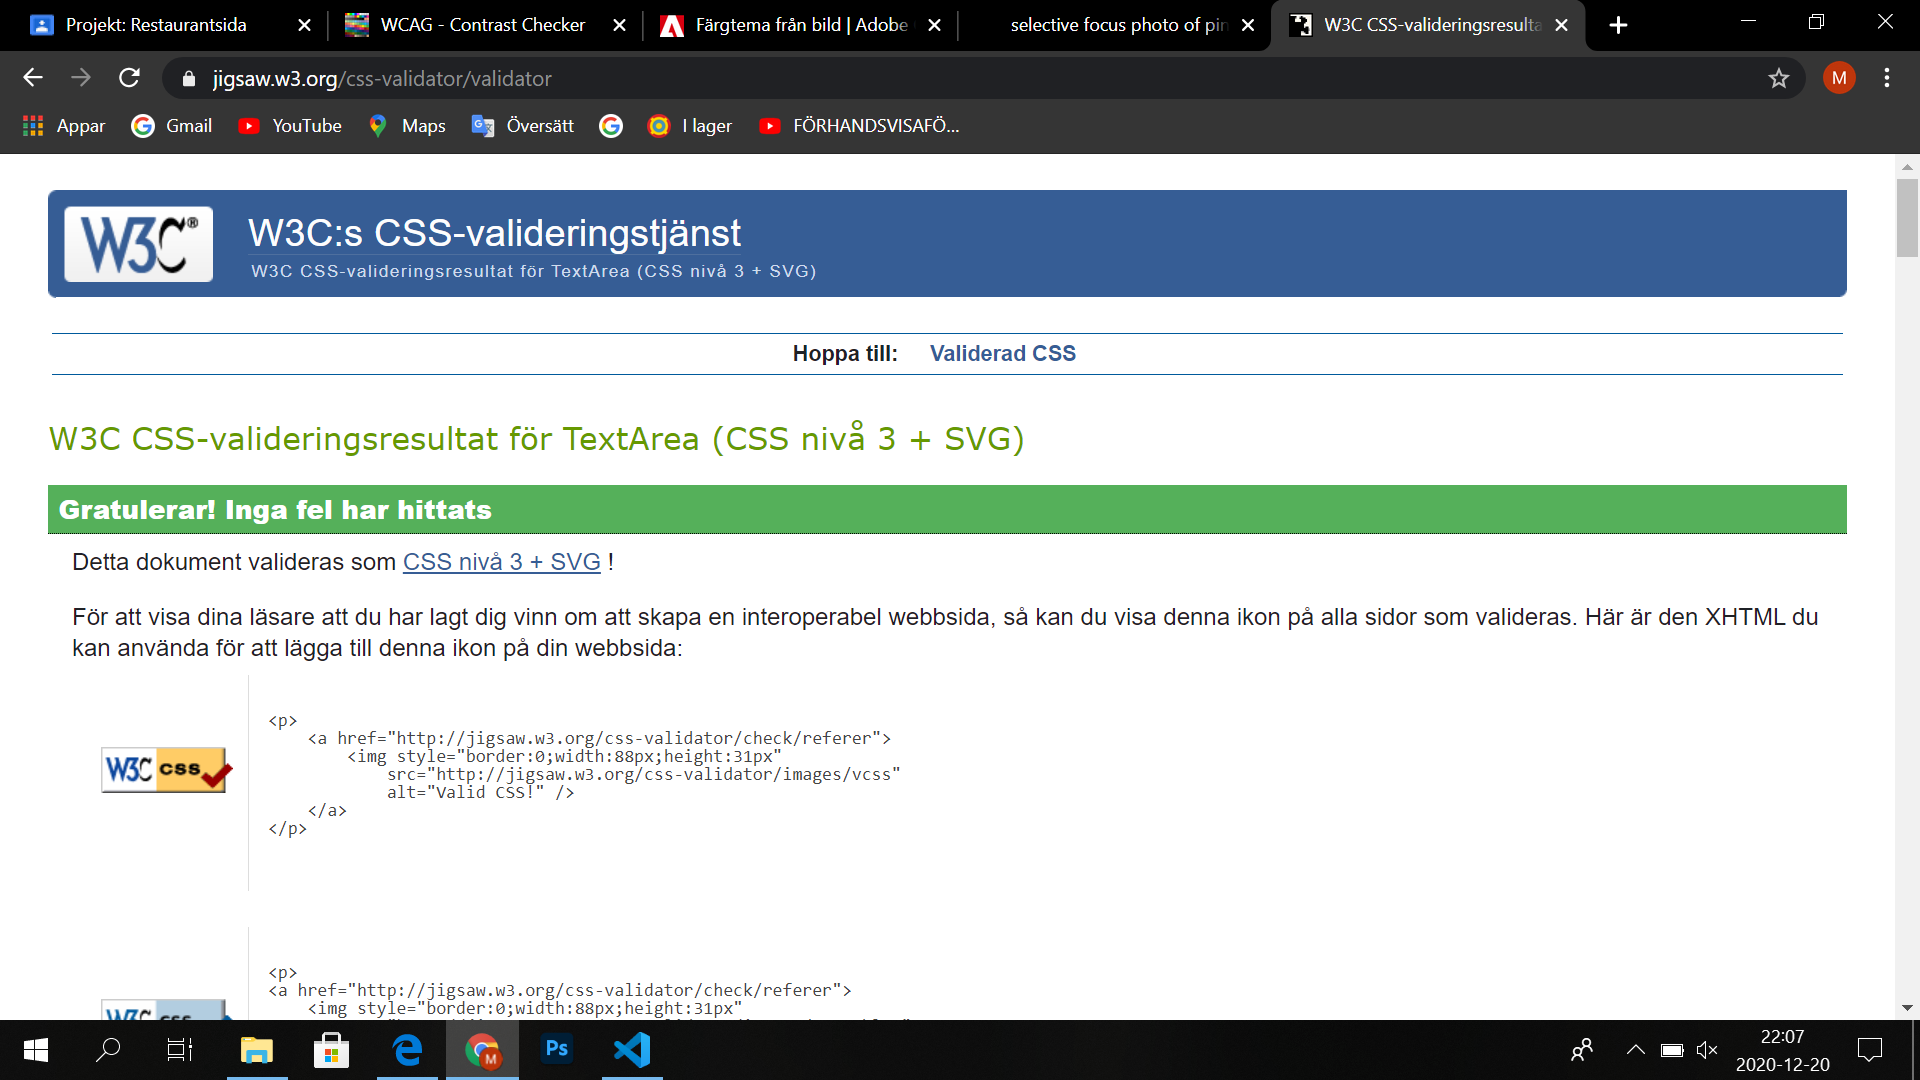 Projekt: Restaurantsida
WCAG - Contrast Checker
Färgtema från bild | Adobe
selective focus photo of pin
W3C CSS-valideringsresulta
jigsaw.w3.org/css-validator/validator
M
Appar
Gmail
YouTube
Maps
Översätt
I lager
FÖRHANDSVISAFÖ...
W3C®
W3C:s CSS-valideringstjänst
W3C CSS-valideringsresultat för TextArea (CSS nivå 3 + SVG)
Hoppa till: Validerad CSS
W3C CSS-valideringsresultat för TextArea (CSS nivå 3 + SVG)
Gratulerar! Inga fel har hittats
Detta dokument valideras som CSS nivå 3 + SVG !
För att visa dina läsare att du har lagt dig vinn om att skapa en interoperabel webbsida, så kan du visa denna ikon på alla sidor som valideras. Här är den XHTML du
kan använda för att lägga till denna ikon på din webbsida:
W3C css
<p>
<a href="http://jigsaw.w3.org/css-validator/check/referer">
<img style="border:0;width:88px;height:31px"
src="http://jigsaw.w3.org/css-validator/images/vcss"
alt="Valid CSS!" />
</a>
</p>
<p>
<a href="http://jigsaw.w3.org/css-validator/check/referer">
<img style="border:0;width:88px;height:31px"
W3C css
M
Ps
22:07
2020-12-20